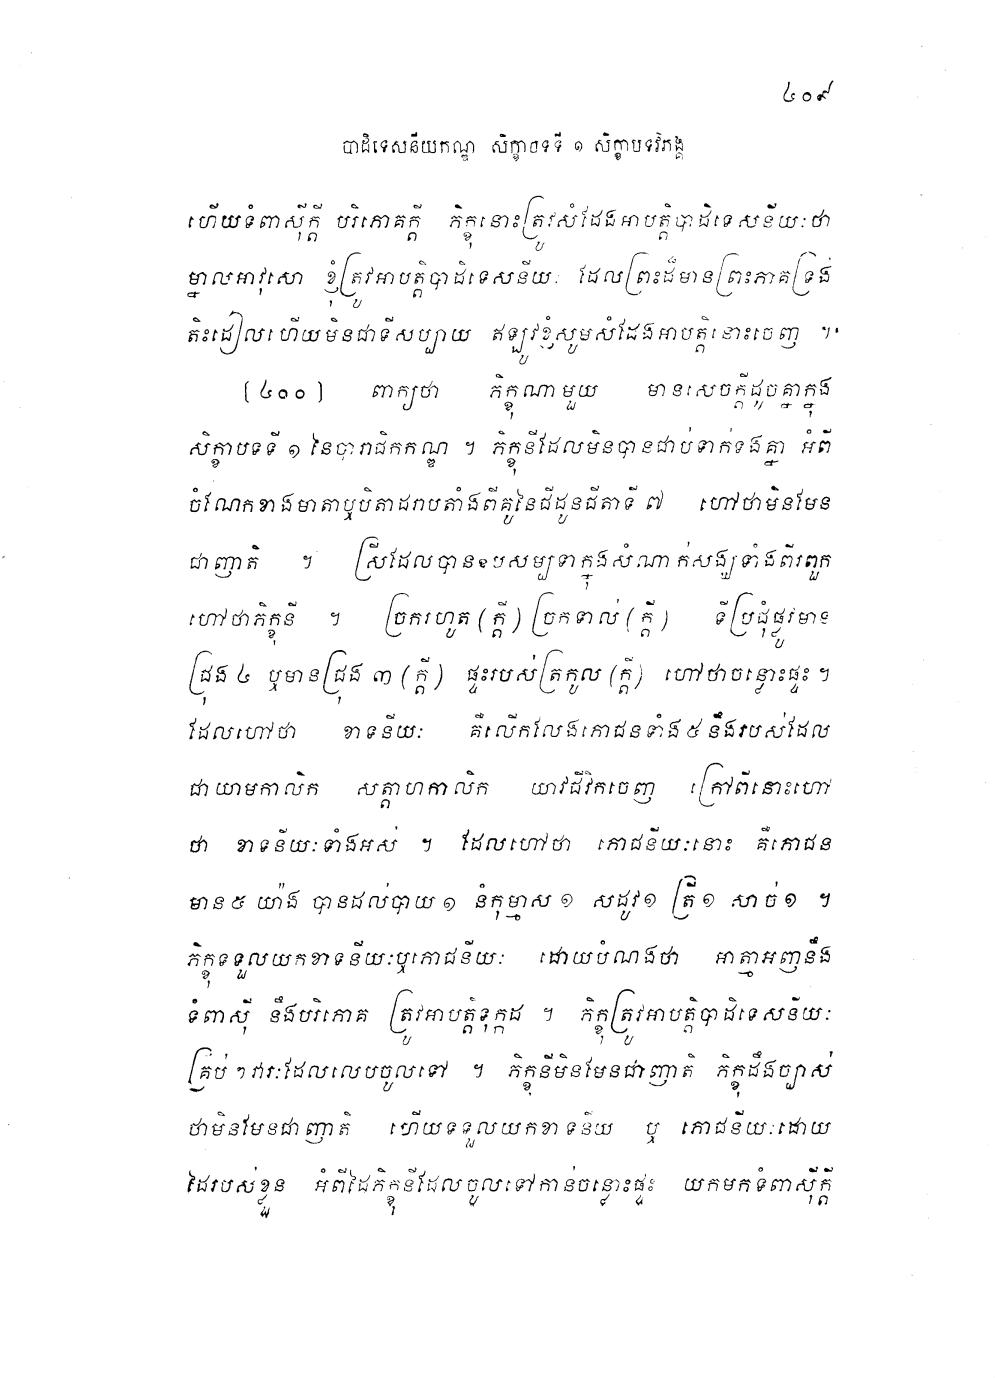 ៤០៩
បាដិទេសនីយកណ្ឌ សិក្ខាបទទី ១ សិក្ខាបទវិភង្គ
ហើយទំពាស៊ីក្តី បរិភោគក្តី ភិក្ខុនោះត្រូវសំដែងអាបត្តិបាដិទេសនីយៈថា
ម្នាលអាវុសោ ខ្ញុំត្រូវអាបត្តិបាដិទេសនីយៈ ដែលព្រះដ៏មានព្រះភាគទ្រង់
តិះដៀលហើយមិនជាទីសប្បាយ ឥឡូវខ្ញុំសូមសំដែងអាបត្តិនោះចេញ ។
(៤០០) ពាក្យថា ភិក្ខុណាមួយ មានសេចក្តីដូចគ្នាក្នុង
សិក្ខាបទទី ១ នៃបារាជិកកណ្ឌ ។ ភិក្ខុនីដែលមិនបានជាប់ទាក់ទងគ្នា អំពី
ចំណែកខាងមាតាឬបិតាដរាបតាំងពីគូនៃជីដូនជីតាទី ៧ ហៅថាមិនមែន
ជាញាតិ ។ ស្រីដែលបានឧបសម្បទាក្នុងសំណាក់សង្ឃទាំងពីរពួក
ហៅថាភិក្ខុនី ។ ច្រករហូត (ក្តី) ច្រកទាល់ (ក្តី) ទីប្រជុំផ្លូវមាន
ជ្រុង ៤ ឬមានជ្រុង ៣ (ក្តី) ផ្ទះរបស់ត្រកូល (ក្តី) ហៅថាចន្លោះផ្ទះ ។
ដែលហៅថា ខាទនីយៈ គឺលើកលែងភោជនទាំង ៥ នឹងរបស់ដែល
ជាយាមកាលិក សត្តាហកាលិក យាវជីវិកចេញ ក្រៅពីនោះហៅ
ថា ខាទនីយៈទាំងអស់ ។ ដែលហៅថា ភោជនីយៈនោះ គឺភោជន
មាន ៥ យ៉ាង បានដល់បាយ ១ នំកុម្មាស ១ សដូវ ១ ត្រី ១ សាច់ ១ ។
ភិក្ខុទទួលយកខាទនីយៈឬភោជនីយៈ ដោយបំណងថា អាត្មាអញនឹង
ទំពាស៊ី នឹងបរិភោគ ត្រូវអាបត្តិទុក្កដ ។ ភិក្ខុត្រូវអាបត្តិបាដិទេសនីយៈ
គ្រប់ៗវារៈដែលលេបចូលទៅ ។ ភិក្ខុនីមិនមែនជាញាតិ ភិក្ខុដឹងច្បាស់
ថាមិនមែនជាញាតិ ហើយទទួលយកខាទនីយ ឬ ភោជនីយៈដោយ
ដៃរបស់ខ្លួន អំពីដៃភិក្ខុនីដែលចូលទៅកាន់ចន្លោះផ្ទះ យកមកទំពាស៊ីក្តី